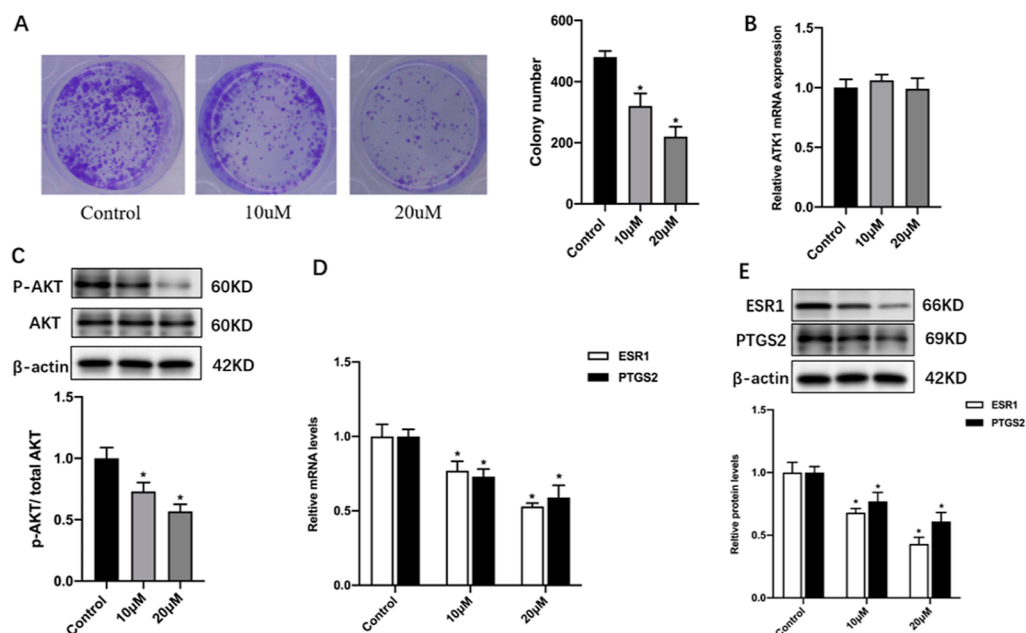 A
Control
10uM
20uM
Colony number
600
400
200
0
Control
10μM
20μM
*
*
B
Relative ATK1 mRNA expression
1.5
1.0
0.5
0.0
Control
10μM
20μM
C
P-AKT
60KD
AKT
60KD
β-actin
42KD
p-AKT/ total AKT
1.5
1.0
0.5
0.0
Control
10μM
20μM
*
*
D
Reltive mRNA levels
1.5
1.0
0.5
0.0
Control
10μM
20μM
* *
* *
ESR1
PTGS2
E
ESR1
66KD
PTGS2
69KD
β-actin
42KD
Reltive protein levels
1.5
1.0
0.5
0.0
Control
10μM
20μM
* *
* *
ESR1
PTGS2